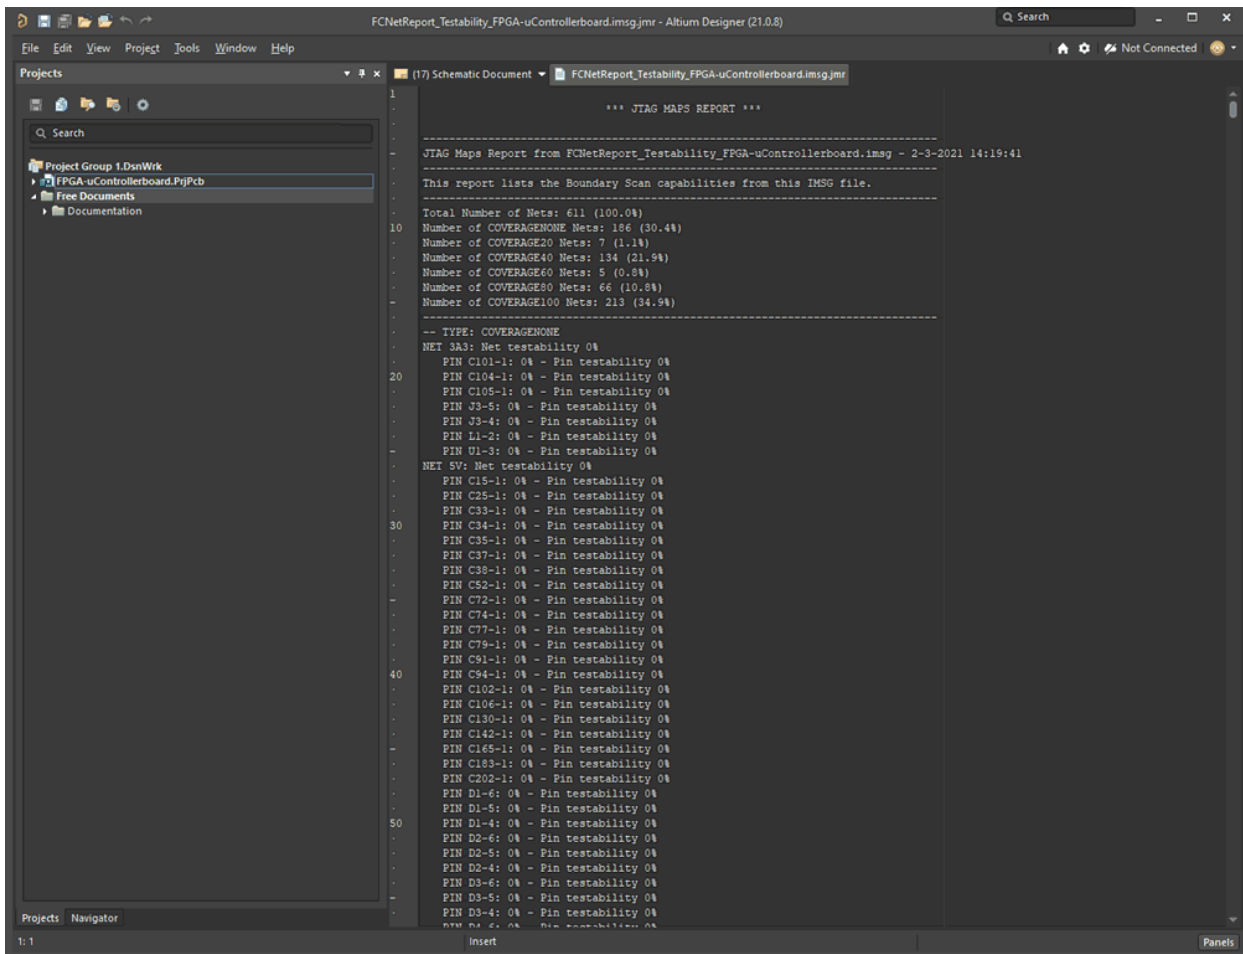 FCNetReport_Testability_FPGA-uControllerboard.imsg.jmr - Altium Designer (21.0.8)
Search
File Edit View Project Tools Window Help
Not Connected
Projects
(17) Schematic Document
FCNetReport_Testability_FPGA-uControllerboard.imsg.jmr
Search
Project Group 1.DsnWrk
FPGA-uControllerboard.PrjPcb
Free Documents
Documentation
1
*** JTAG MAPS REPORT ***
--------------------------------------------------------------------------------
JTAG Maps Report from FCNetReport_Testability_FPGA-uControllerboard.imsg - 2-3-2021 14:19:41
--------------------------------------------------------------------------------
This report lists the Boundary Scan capabilities from this IMSG file.
--------------------------------------------------------------------------------
Total Number of Nets: 611 (100.0%)
10 Number of COVERAGENONE Nets: 186 (30.4%)
Number of COVERAGE20 Nets: 7 (1.1%)
Number of COVERAGE40 Nets: 134 (21.9%)
Number of COVERAGE60 Nets: 5 (0.8%)
Number of COVERAGE80 Nets: 66 (10.8%)
Number of COVERAGE100 Nets: 213 (34.9%)
--------------------------------------------------------------------------------
-- TYPE: COVERAGENONE
NET 3A3: Net testability 0%
PIN C101-1: 0% - Pin testability 0%
20 PIN C104-1: 0% - Pin testability 0%
PIN C105-1: 0% - Pin testability 0%
PIN J3-5: 0% - Pin testability 0%
PIN J3-4: 0% - Pin testability 0%
PIN L1-2: 0% - Pin testability 0%
PIN U1-3: 0% - Pin testability 0%
NET 5V: Net testability 0%
PIN C15-1: 0% - Pin testability 0%
PIN C25-1: 0% - Pin testability 0%
PIN C33-1: 0% - Pin testability 0%
30 PIN C34-1: 0% - Pin testability 0%
PIN C35-1: 0% - Pin testability 0%
PIN C37-1: 0% - Pin testability 0%
PIN C38-1: 0% - Pin testability 0%
PIN C52-1: 0% - Pin testability 0%
PIN C72-1: 0% - Pin testability 0%
PIN C74-1: 0% - Pin testability 0%
PIN C77-1: 0% - Pin testability 0%
PIN C79-1: 0% - Pin testability 0%
PIN C91-1: 0% - Pin testability 0%
40 PIN C94-1: 0% - Pin testability 0%
PIN C102-1: 0% - Pin testability 0%
PIN C106-1: 0% - Pin testability 0%
PIN C130-1: 0% - Pin testability 0%
PIN C142-1: 0% - Pin testability 0%
PIN C165-1: 0% - Pin testability 0%
PIN C183-1: 0% - Pin testability 0%
PIN C202-1: 0% - Pin testability 0%
PIN D1-6: 0% - Pin testability 0%
PIN D1-5: 0% - Pin testability 0%
50 PIN D1-4: 0% - Pin testability 0%
PIN D2-6: 0% - Pin testability 0%
PIN D2-5: 0% - Pin testability 0%
PIN D2-4: 0% - Pin testability 0%
PIN D3-6: 0% - Pin testability 0%
PIN D3-5: 0% - Pin testability 0%
PIN D3-4: 0% - Pin testability 0%
Projects Navigator
1: 1
Insert
Panels